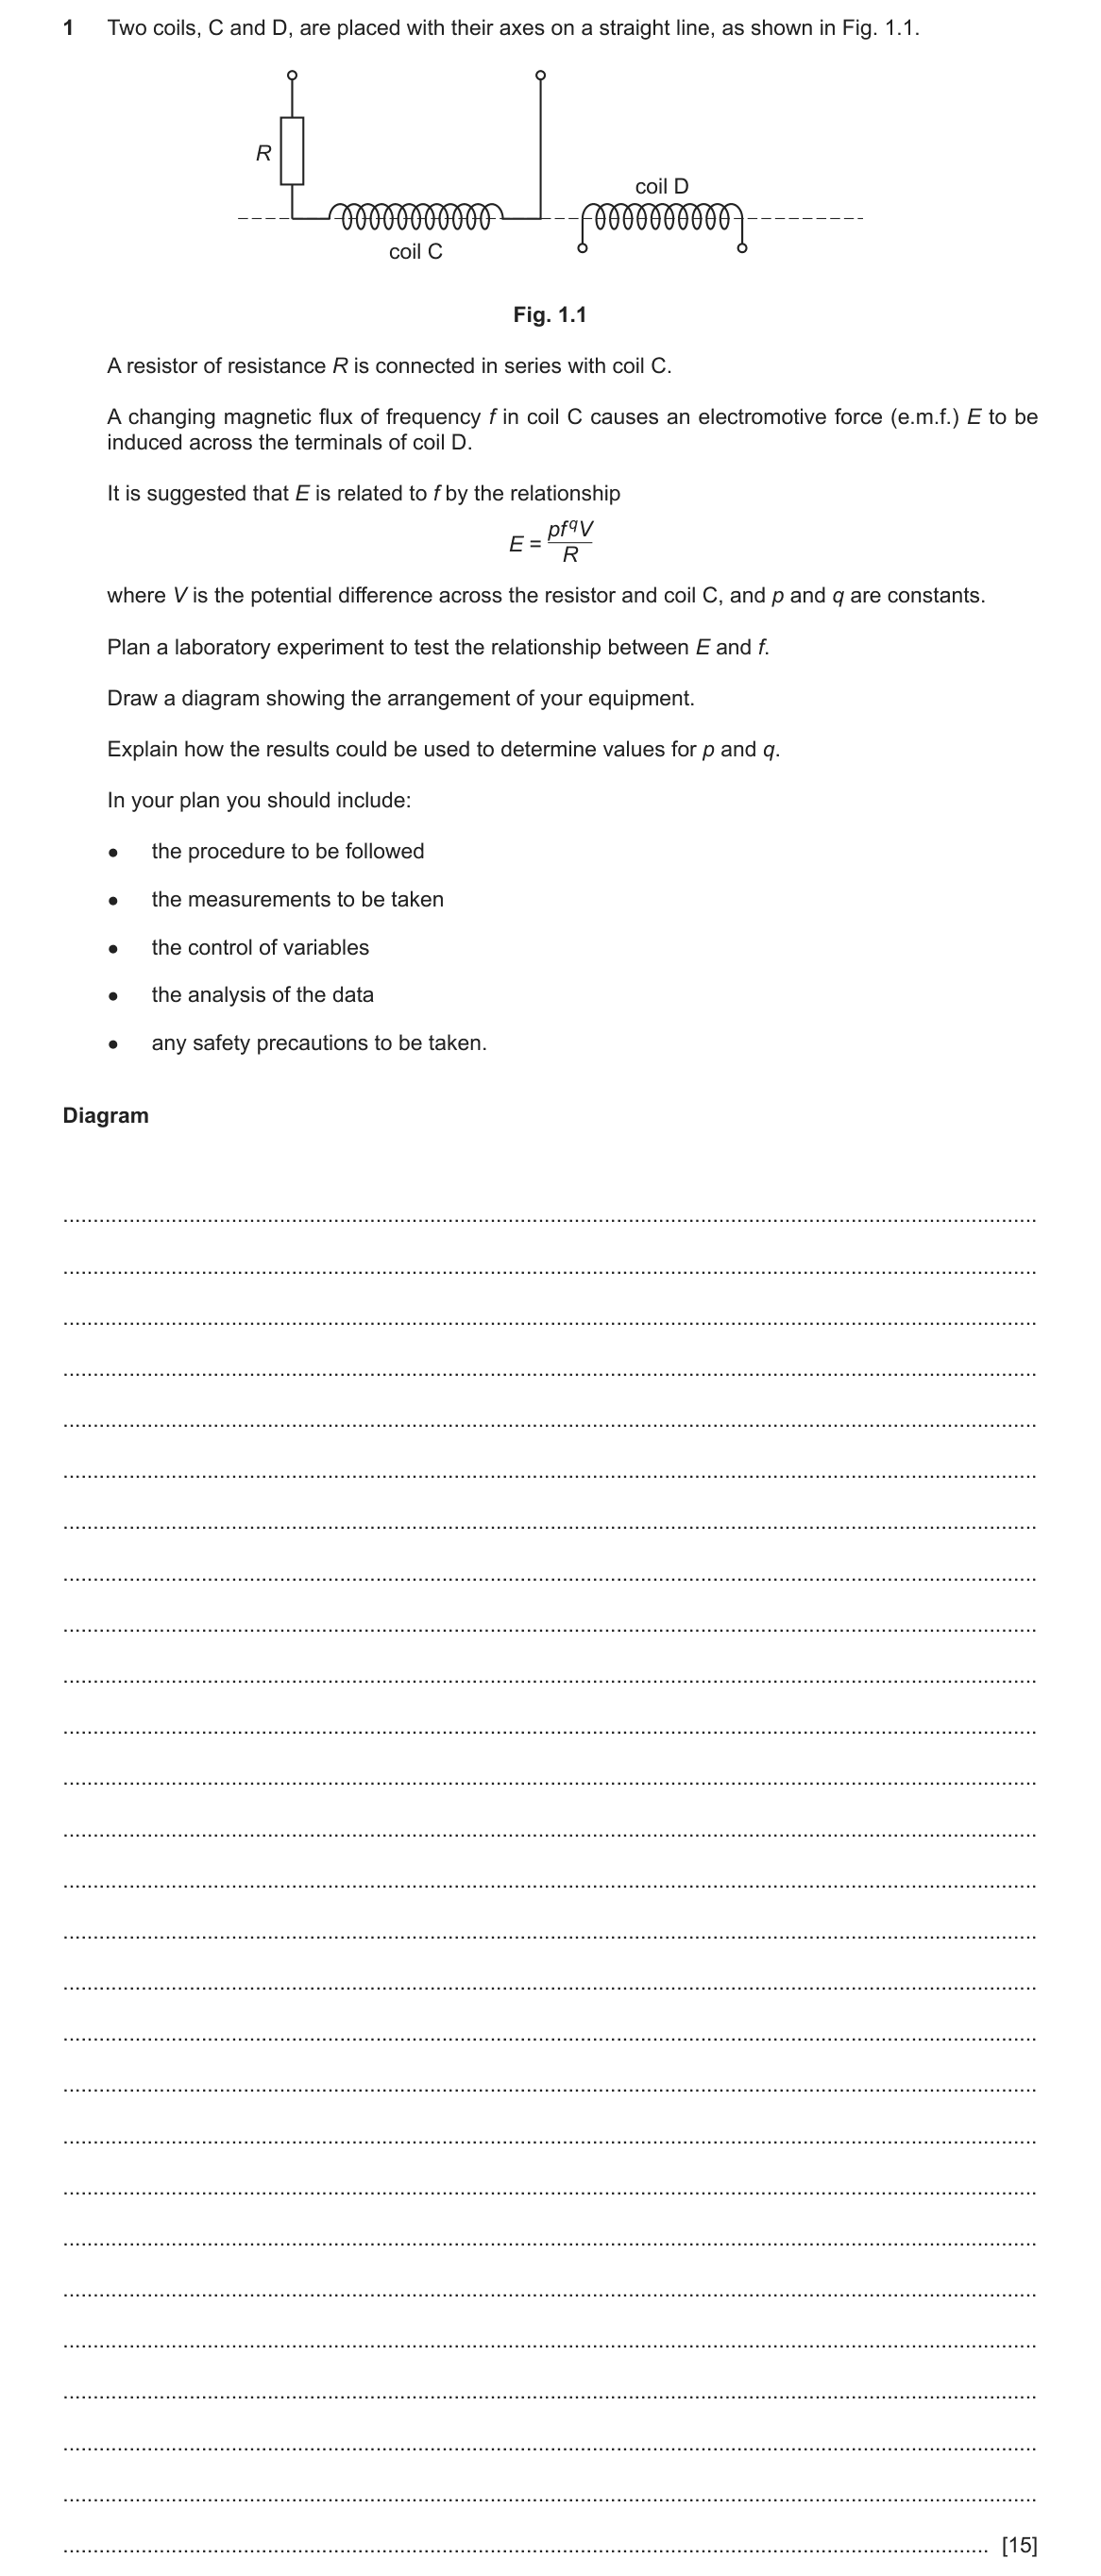 1 Two coils, C and D, are placed with their axes on a straight line, as shown in Fig. 1.1.
R
coil D
coil C
Fig. 1.1
A resistor of resistance R is connected in series with coil C.
A changing magnetic flux of frequency f in coil C causes an electromotive force (e.m.f.) E to be
induced across the terminals of coil D.
It is suggested that E is related to f by the relationship
E = pf^qV / R
where V is the potential difference across the resistor and coil C, and p and q are constants.
Plan a laboratory experiment to test the relationship between E and f.
Draw a diagram showing the arrangement of your equipment.
Explain how the results could be used to determine values for p and q.
In your plan you should include:
• the procedure to be followed
• the measurements to be taken
• the control of variables
• the analysis of the data
• any safety precautions to be taken.
Diagram
[15]